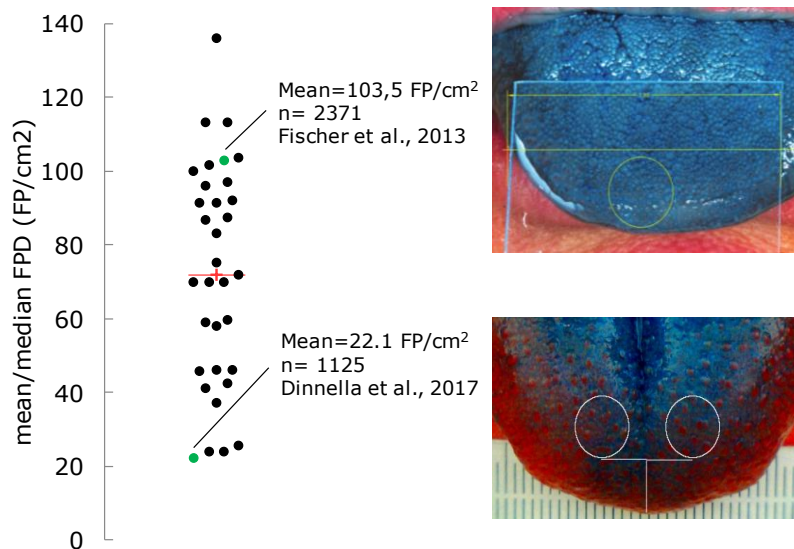 mean/median FPD (FP/cm2)
140
120
100
80
60
40
20
0
Mean=103,5 FP/cm²
n= 2371
Fischer et al., 2013
Mean=22.1 FP/cm²
n= 1125
Dinnella et al., 2017